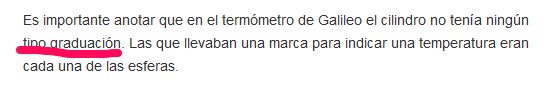 Es importante anotar que en el termómetro de Galileo el cilindro no tenía ningún
tipo graduación. Las que llevaban una marca para indicar una temperatura eran
cada una de las esferas.